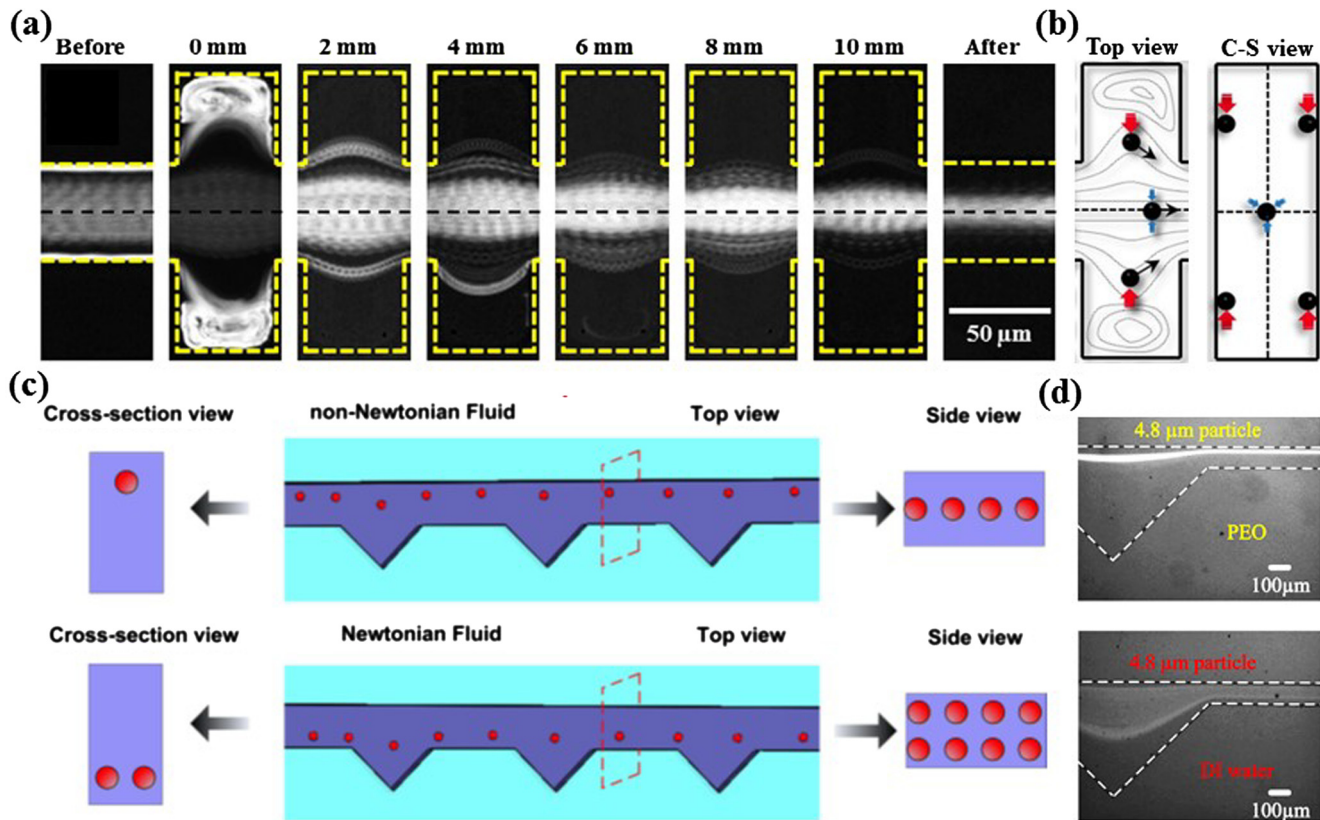 (a)
Before 0 mm 2 mm 4 mm 6 mm 8 mm 10 mm After
50 µm
(b)
Top view C-S view
(c)
Cross-section view non-Newtonian Fluid Top view Side view
Cross-section view Newtonian Fluid Top view Side view
(d)
4.8 µm particle
PEO
100µm
4.8 µm particle
DI water
100µm